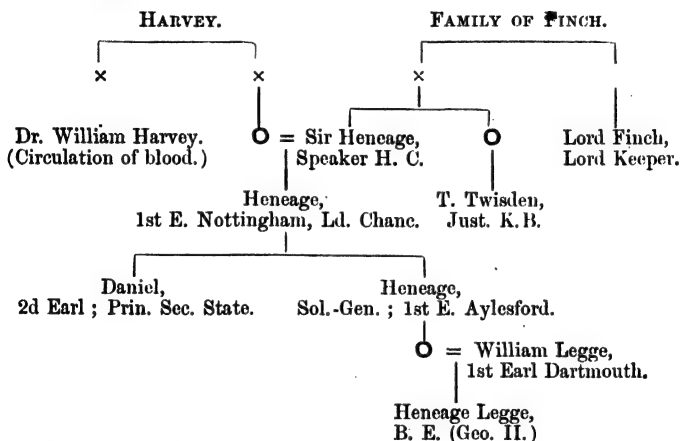 HARVEY. FAMILY OF FINCH.
× × ×
Dr. William Harvey. O = Sir Heneage, O Lord Finch,
(Circulation of blood.) Speaker H. C. Lord Keeper.
Heneage, T. Twisden,
1st E. Nottingham, Ld. Chanc. Just. K. B.
Daniel, Heneage,
2d Earl ; Prin. Sec. State. Sol.-Gen. ; 1st E. Aylesford.
O = William Legge,
1st Earl Dartmouth.
Heneage Legge,
B. E. (Geo. II.)